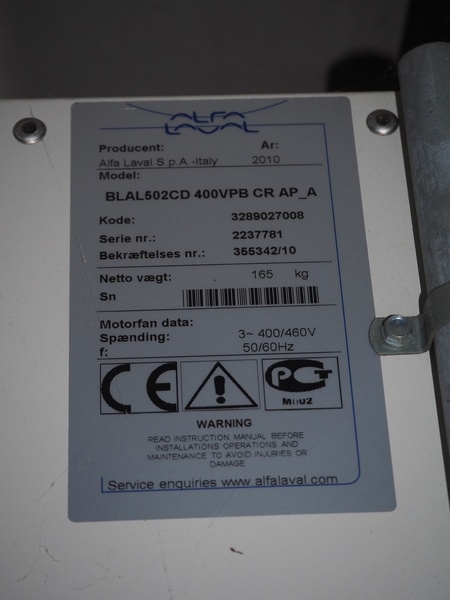 ALFA
LAVAL
Producent: Ar:
Alfa Laval S.p.A.-Italy 2010
Model:
BLAL502CD 400VPB CR AP_A
Kode: 3289027008
Serie nr.: 2237781
Bekræftelses nr.: 355342/10
Netto vægt: 165 kg
Sn
Motorfan data:
Spænding: 3~ 400/460V
f: 50/60Hz
CE PCT
МП02
WARNING
READ INSTRUCTION MANUAL BEFORE
INSTALLATIONS OPERATIONS AND
MAINTENANCE TO AVOID INJURIES OR
DAMAGE
Service enquiries www.alfalaval.com